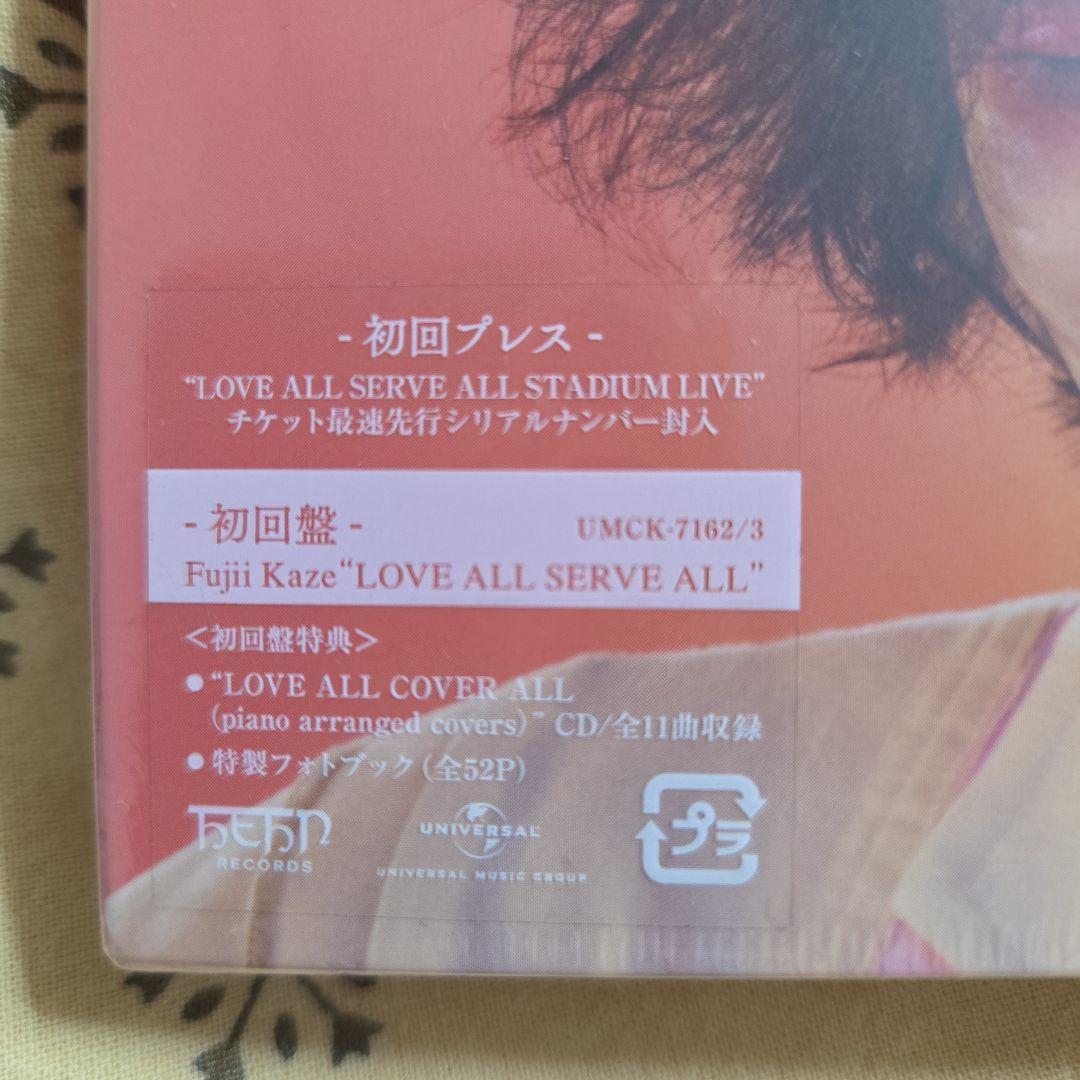 - 初回プレス -
“LOVE ALL SERVE ALL STADIUM LIVE”
チケット最速先行シリアルナンバー封入
- 初回盤 -
UMCK-7162/3
Fujii Kaze “LOVE ALL SERVE ALL”
<初回盤特典>
● “LOVE ALL COVER ALL
(piano arranged covers)” CD/全11曲収録
● 特製フォトブック (全52P)
HEHN
RECORDS
UNIVERSAL
UNIVERSAL MUSIC GROUP
プラ